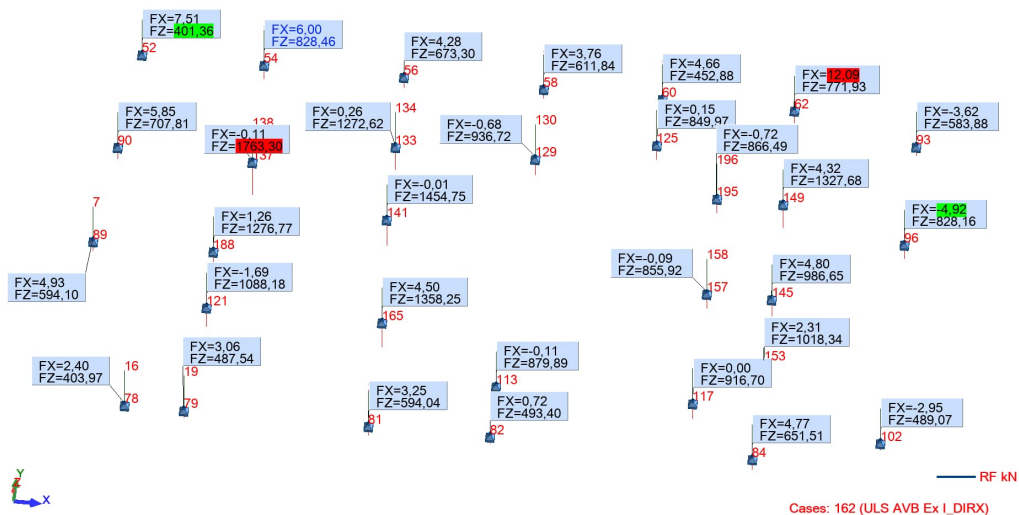 FX=7,51
FZ=401,36
52
FX=6,00
FZ=828,46
54
FX=4,28
FZ=673,30
56
FX=3,76
FZ=611,84
58
FX=4,66
FZ=452,88
60
FX=12,09
FZ=771,93
62
FX=5,85
FZ=707,81
90
138
FX=-0,11
FZ=1763,30
137
FX=0,26
FZ=1272,62
134
133
FX=-0,68
FZ=936,72
130
129
FX=0,15
FZ=849,97
125
FX=-0,72
FZ=866,49
196
195
FX=-3,62
FZ=583,88
93
FX=4,32
FZ=1327,68
149
FX=-0,01
FZ=1454,75
141
7
89
FX=4,93
FZ=594,10
FX=1,26
FZ=1276,77
188
FX=-4,92
FZ=828,16
96
FX=-1,69
FZ=1088,18
121
FX=4,50
FZ=1358,25
165
FX=-0,09
FZ=855,92
158
157
FX=4,80
FZ=986,65
145
FX=2,31
FZ=1018,34
153
FX=2,40
FZ=403,97
16
78
FX=3,06
FZ=487,54
19
79
FX=-0,11
FZ=879,89
113
FX=0,00
FZ=916,70
117
FX=3,25
FZ=594,04
81
FX=0,72
FZ=493,40
82
FX=4,77
FZ=651,51
84
FX=-2,95
FZ=489,07
102
Y
Z
X
RF kN
Cases: 162 (ULS AVB Ex I_DIRX)